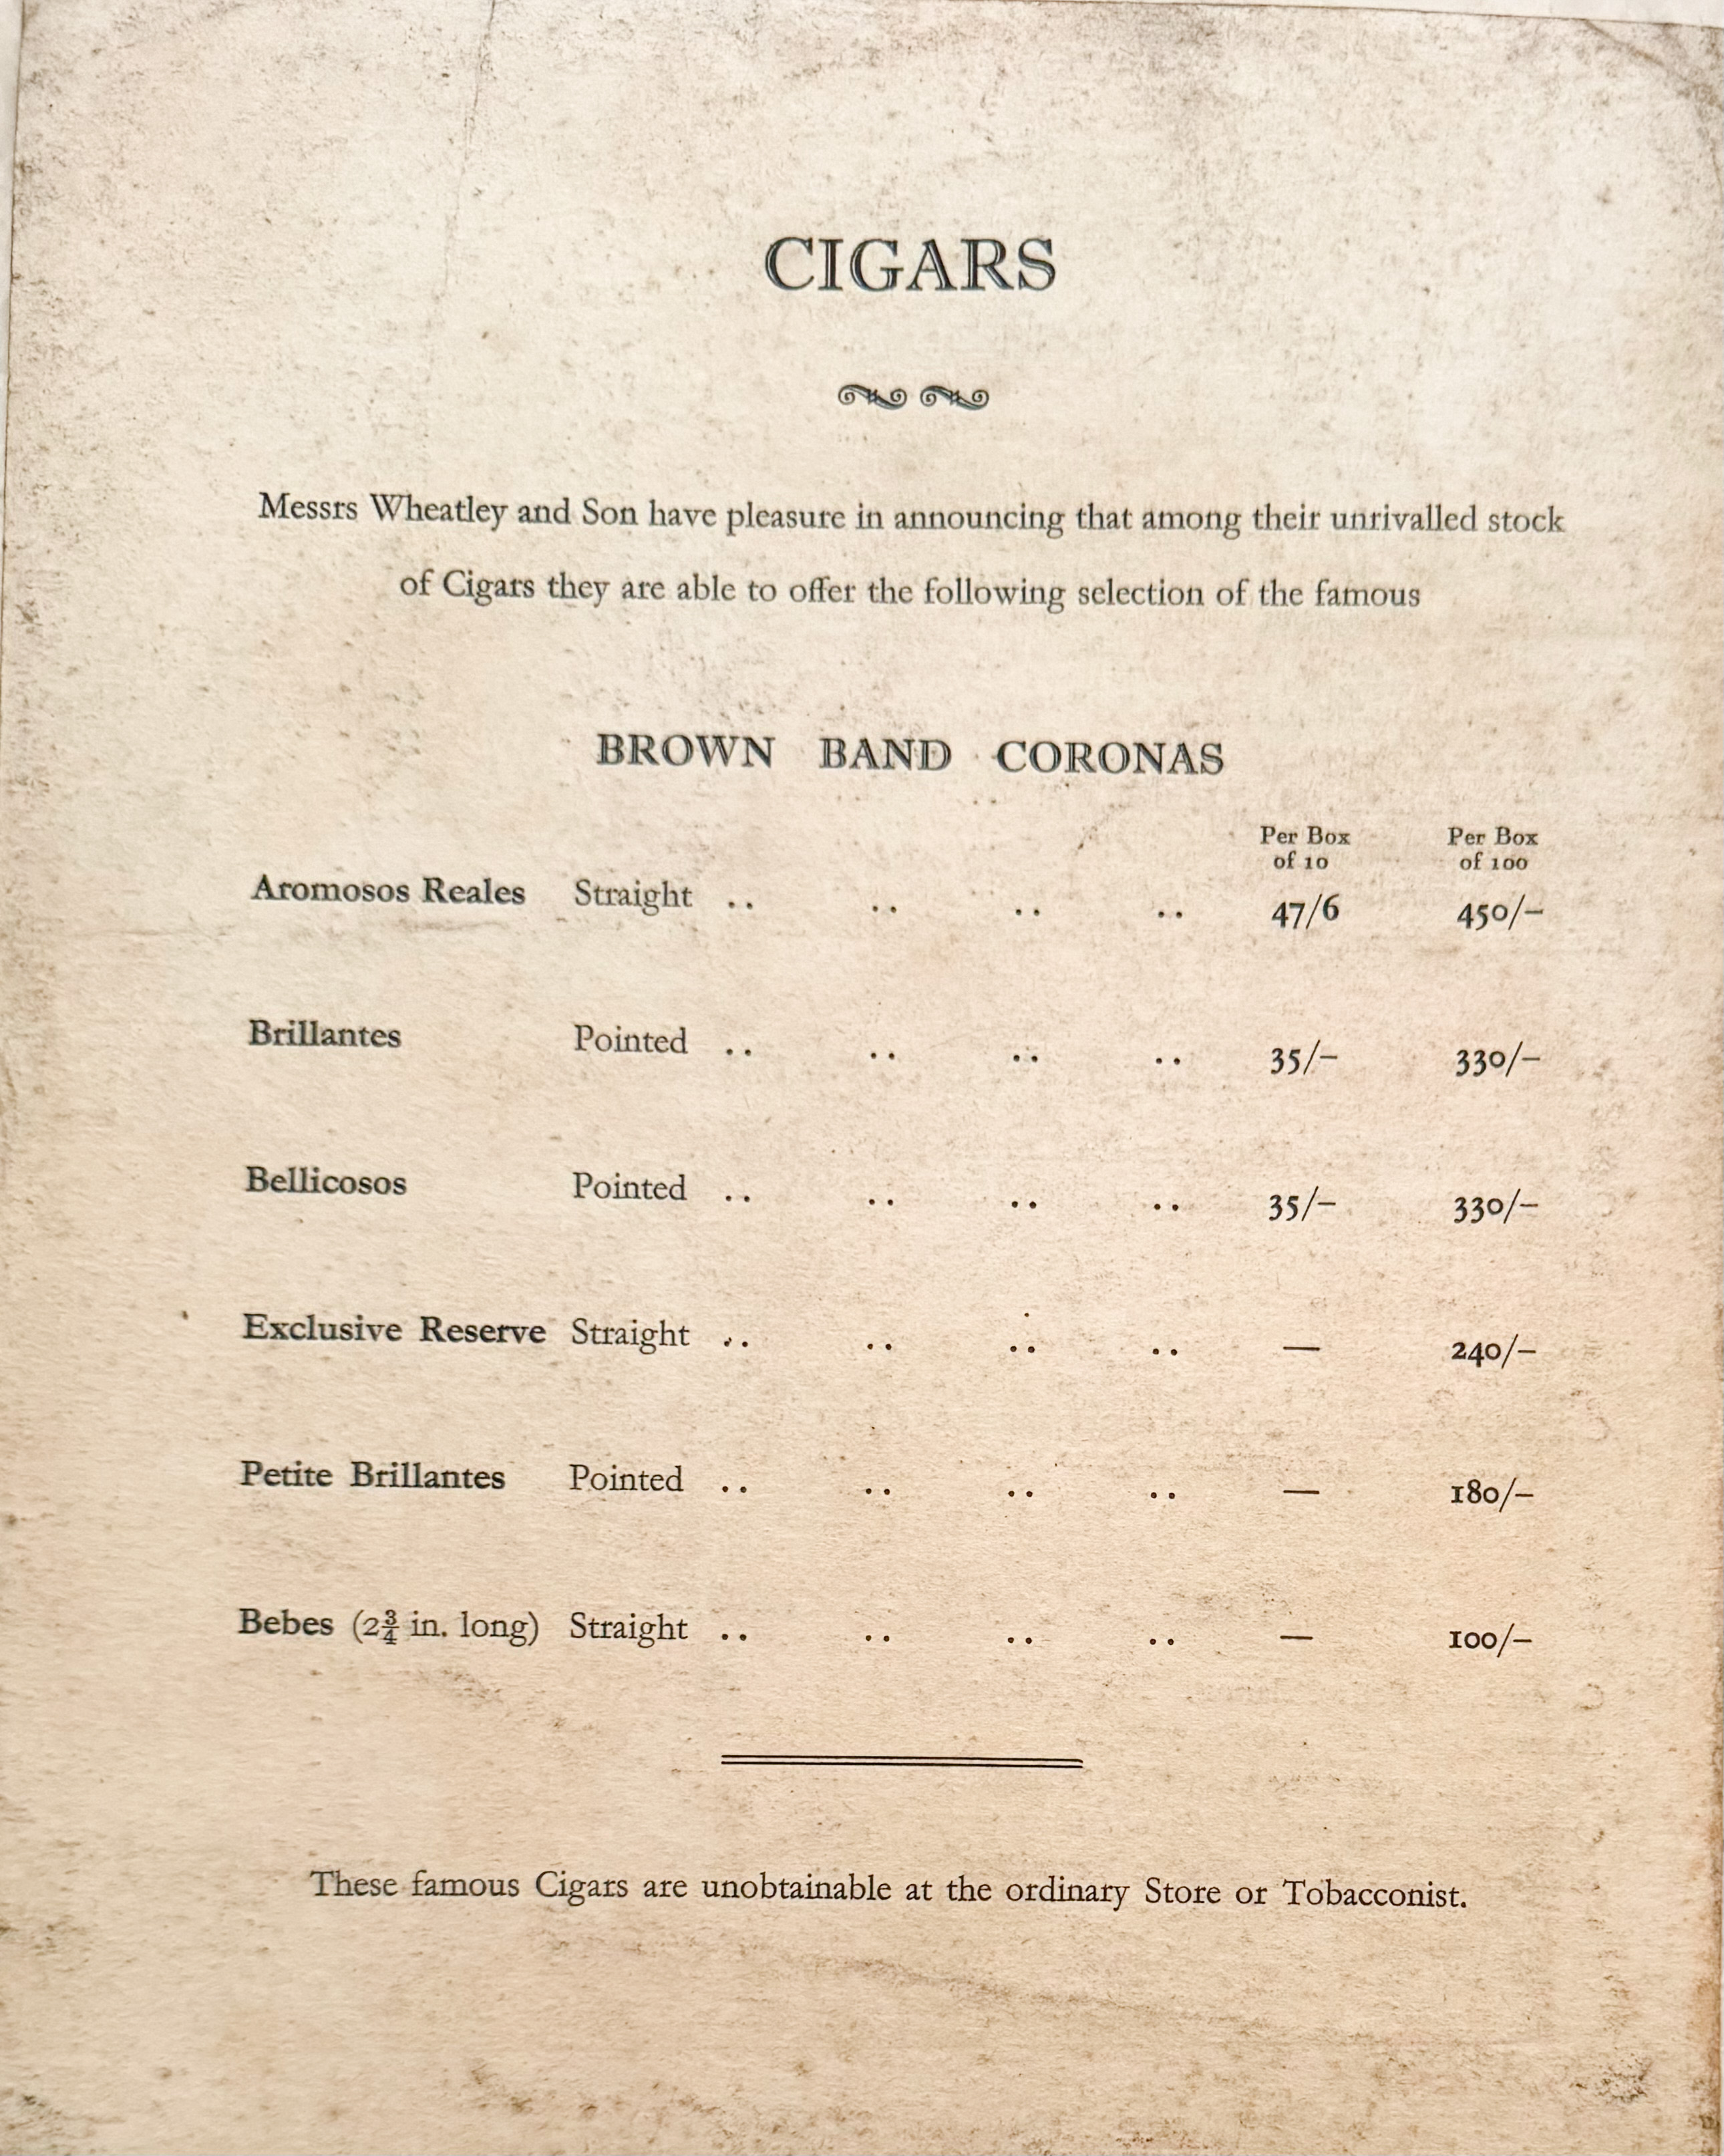 CIGARS
Messrs Wheatley and Son have pleasure in announcing that among their unrivalled stock
of Cigars they are able to offer the following selection of the famous
BROWN BAND CORONAS
Per Box Per Box
of 10 of 100
Aromosos Reales Straight .. .. .. .. 47/6 450/–
Brillantes Pointed .. .. .. .. 35/– 330/–
Bellicosos Pointed .. .. .. .. 35/– 330/–
Exclusive Reserve Straight .. .. .. .. — 240/–
Petite Brillantes Pointed .. .. .. .. — 180/–
Bebes (2¾ in. long) Straight .. .. .. .. — 100/–
These famous Cigars are unobtainable at the ordinary Store or Tobacconist.